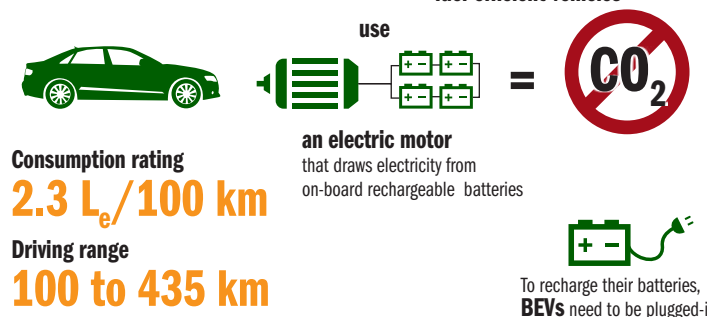 use
=
CO2
an electric motor
that draws electricity from
on-board rechargeable batteries
Consumption rating
2.3 Le/100 km
Driving range
100 to 435 km
+ -
To recharge their batteries,
BEVs need to be plugged-i